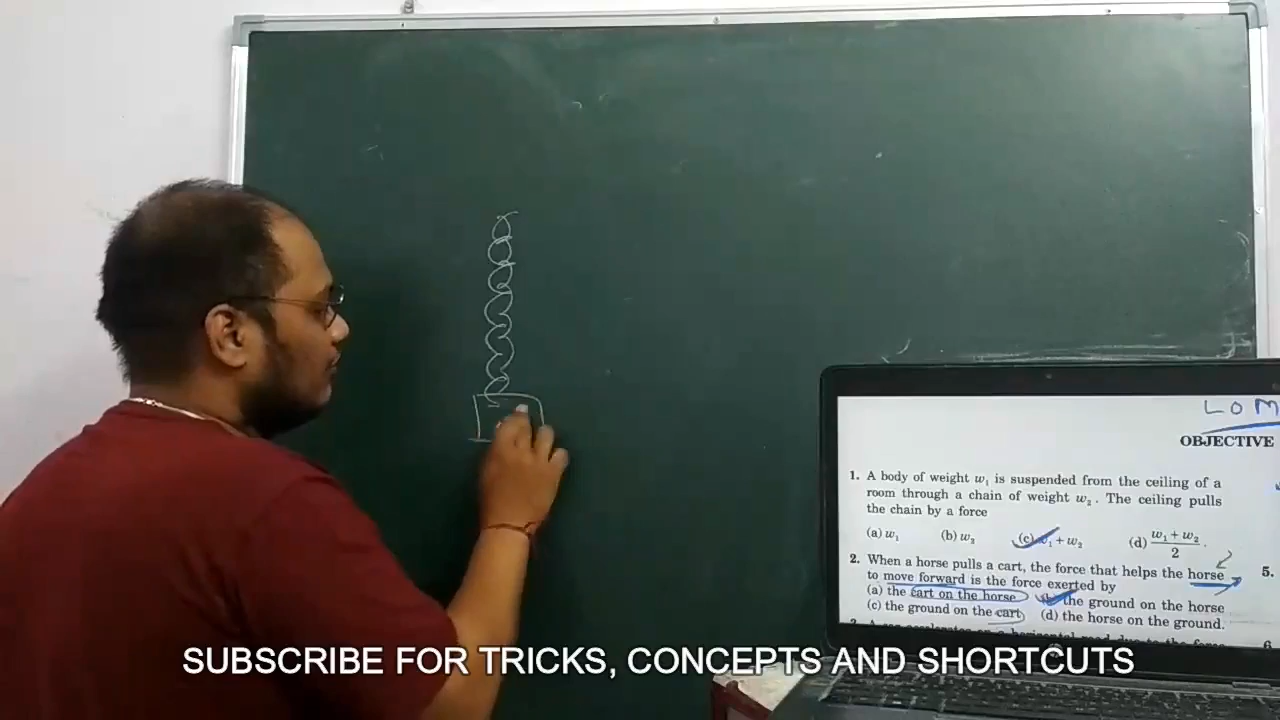 LOM
OBJECTIVE
1. A body of weight w₁ is suspended from the ceiling of a
room through a chain of weight w₂. The ceiling pulls
the chain by a force
(a) w₁ (b) w₂ (c) w₁ + w₂ (d) w₁ + w₂ / 2 .
2. When a horse pulls a cart, the force that helps the horse
to move forward is the force exerted by
(a) the cart on the horse (b) the ground on the horse
(c) the ground on the cart (d) the horse on the ground.
5.
6
SUBSCRIBE FOR TRICKS, CONCEPTS AND SHORTCUTS